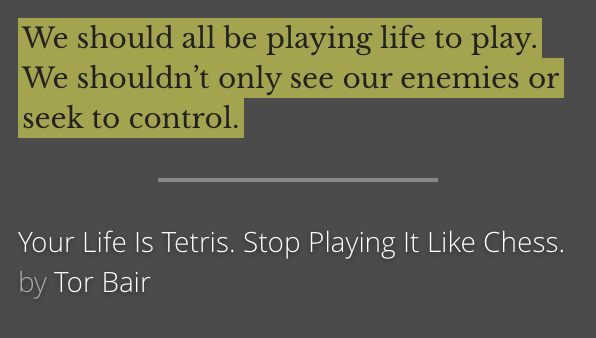 We should all be playing life to play.
We shouldn’t only see our enemies or
seek to control.
Your Life Is Tetris. Stop Playing It Like Chess.
by Tor Bair